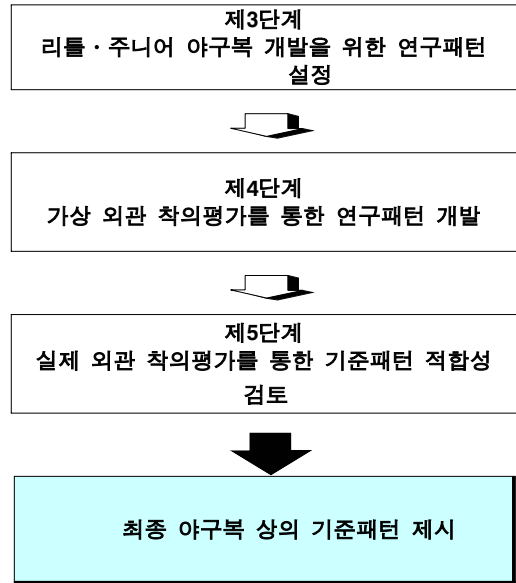 제3단계
리틀·주니어 야구복 개발을 위한 연구패턴
설정
제4단계
가상 외관 착의평가를 통한 연구패턴 개발
제5단계
실제 외관 착의평가를 통한 기준패턴 적합성
검토
최종 야구복 상의 기준패턴 제시